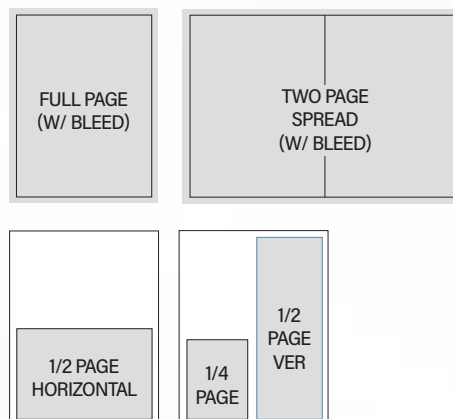 FULL PAGE
(W/ BLEED)
TWO PAGE
SPREAD
(W/ BLEED)
1/2 PAGE
HORIZONTAL
1/4
PAGE
1/2
PAGE
VER